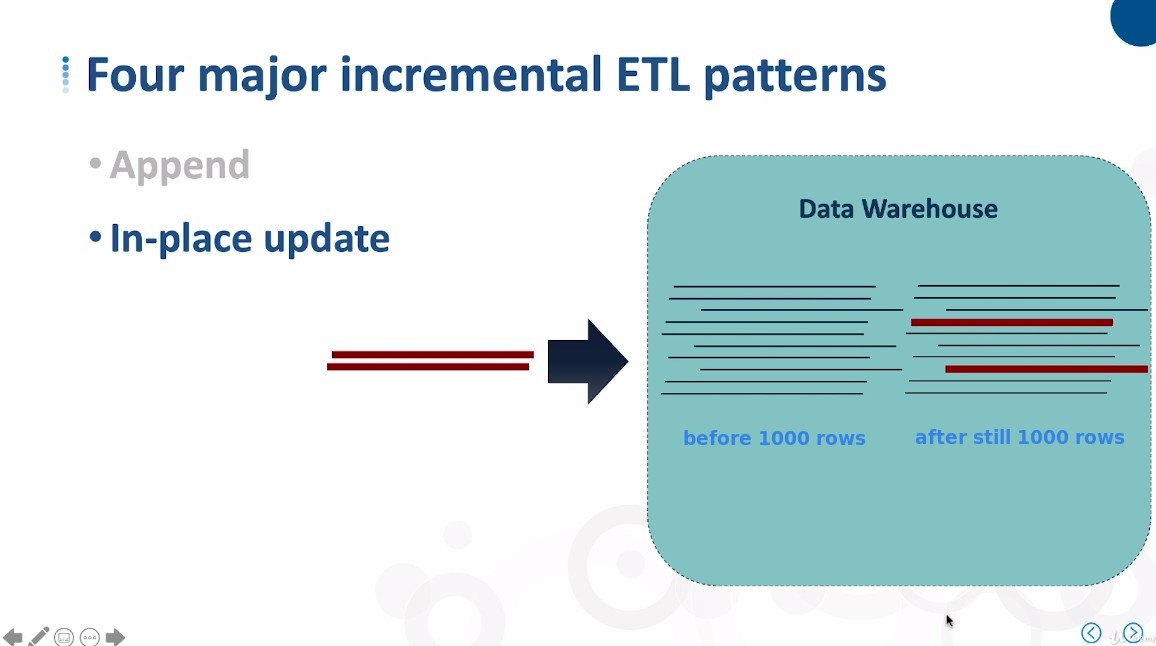 Four major incremental ETL patterns
• Append
• In-place update
Data Warehouse
before 1000 rows
after still 1000 rows